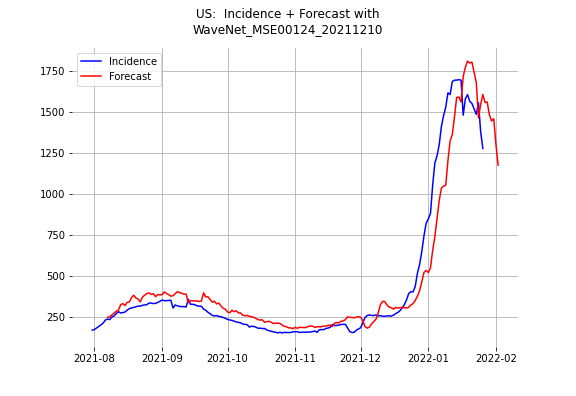 US:  Incidence + Forecast with
WaveNet_MSE00124_20211210
Incidence
Forecast
1750
1500
1250
1000
750
500
250
2021-08 2021-09 2021-10 2021-11 2021-12 2022-01 2022-02